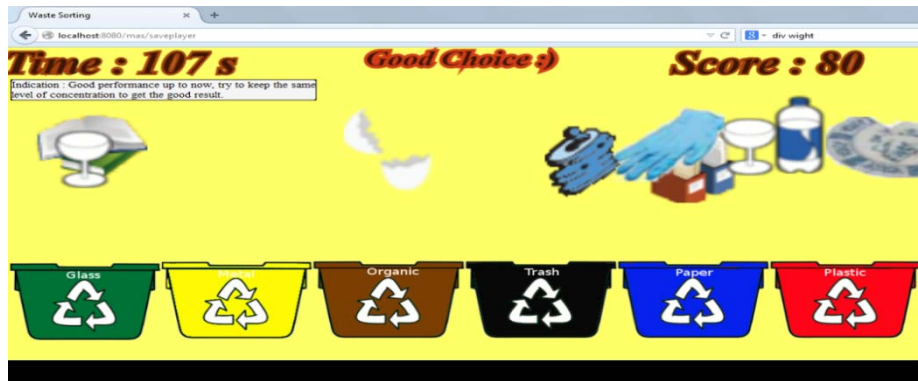 Waste Sorting
localhost:8080/mas/saveplayer
div wight
Time : 107 s
Good Choice :)
Score : 80
Indication : Good performance up to now, try to keep the same
level of concentration to get the good result.
Glass
Metal
Organic
Trash
Paper
Plastic